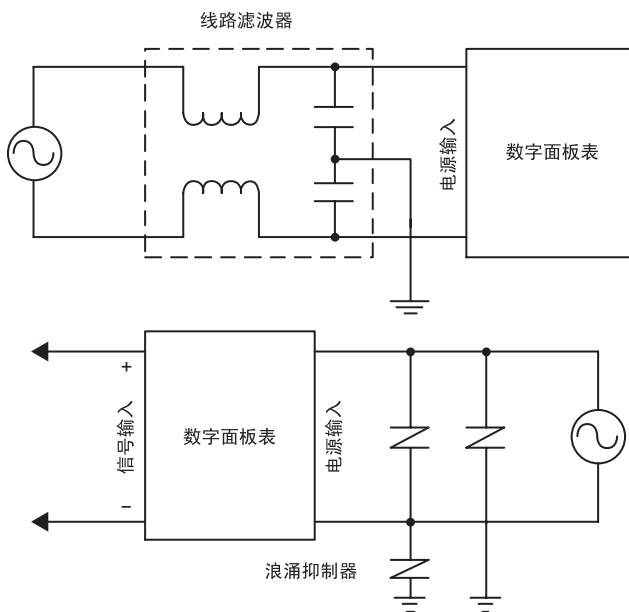 线路滤波器
电源输入
数字面板表
+
信号输入
-
数字面板表
电源输入
浪涌抑制器